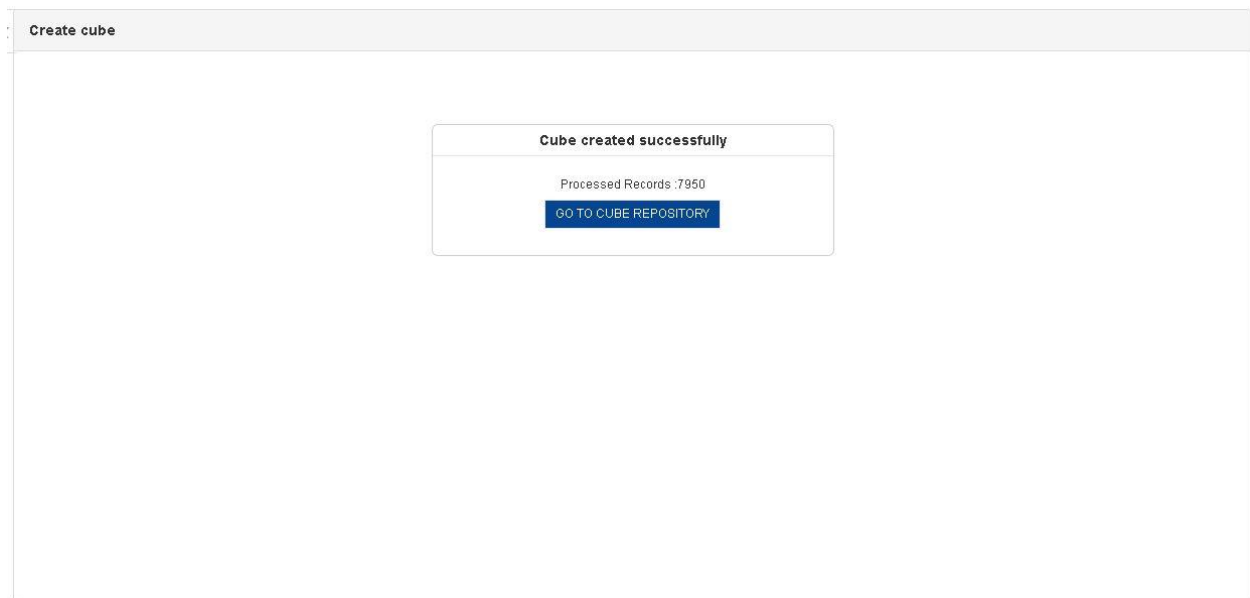 Create cube
Cube created successfully
Processed Records :7950
GO TO CUBE REPOSITORY